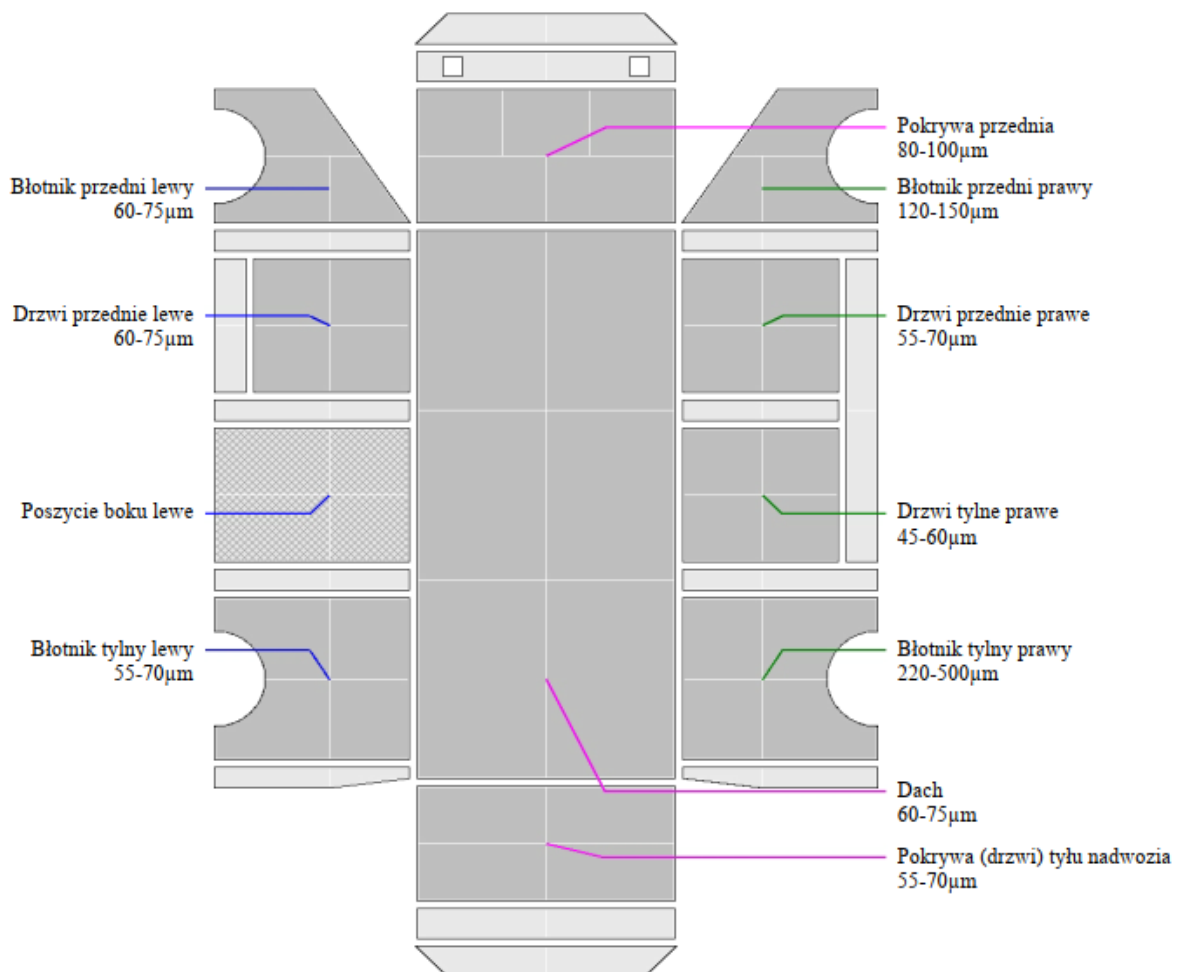 Pokrywa przednia
80-100µm
Błotnik przedni lewy
60-75µm
Błotnik przedni prawy
120-150µm
Drzwi przednie lewe
60-75µm
Drzwi przednie prawe
55-70µm
Poszycie boku lewe
Drzwi tylne prawe
45-60µm
Błotnik tylny lewy
55-70µm
Błotnik tylny prawy
220-500µm
Dach
60-75µm
Pokrywa (drzwi) tyłu nadwozia
55-70µm